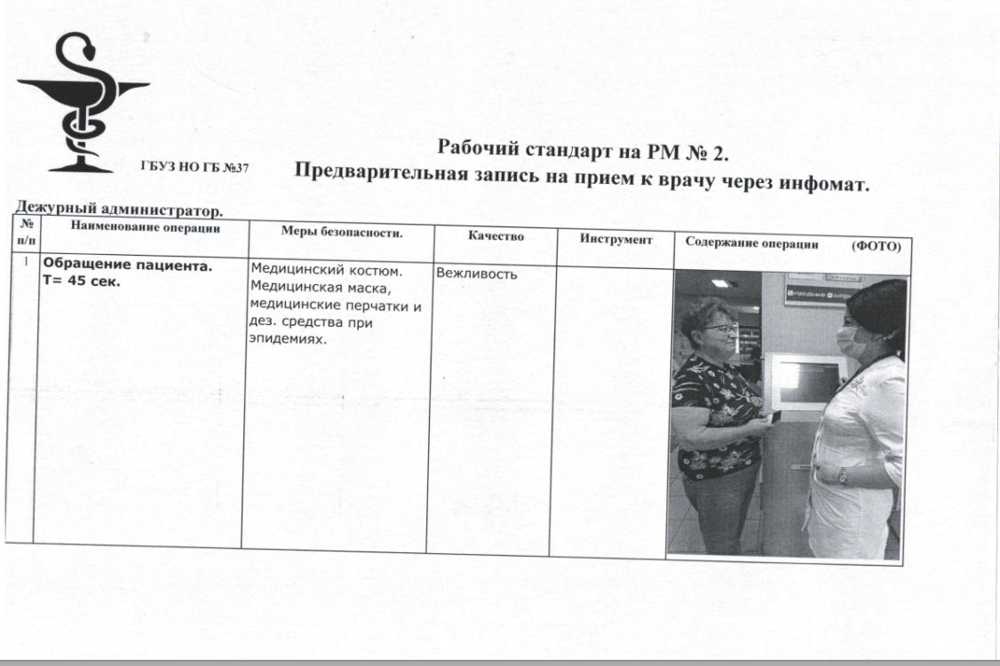 Рабочий стандарт на РМ № 2.
ГБУЗ НО ГБ №37
Предварительная запись на прием к врачу через инфомат.
Дежурный администратор.
№ п/п
Наименование операции
Меры безопасности.
Качество
Инструмент
Содержание операции (ФОТО)
1
Обращение пациента.
Т= 45 сек.
Медицинский костюм.
Медицинская маска,
медицинские перчатки и
дез. средства при
эпидемиях.
Вежливость